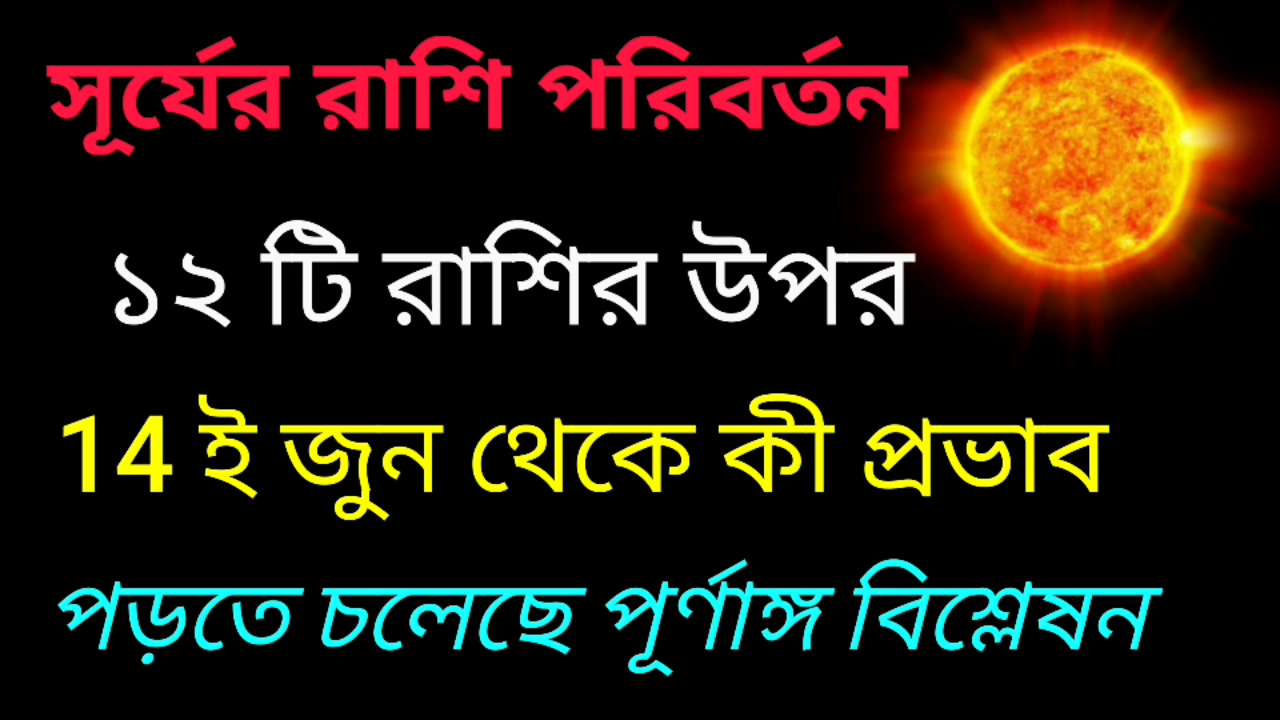 সূর্যের রাশি পরিবর্তন
১২ টি রাশির উপর
14 ই জুন থেকে কী প্রভাব
পড়তে চলেছে পূর্ণাঙ্গ বিশ্লেষন